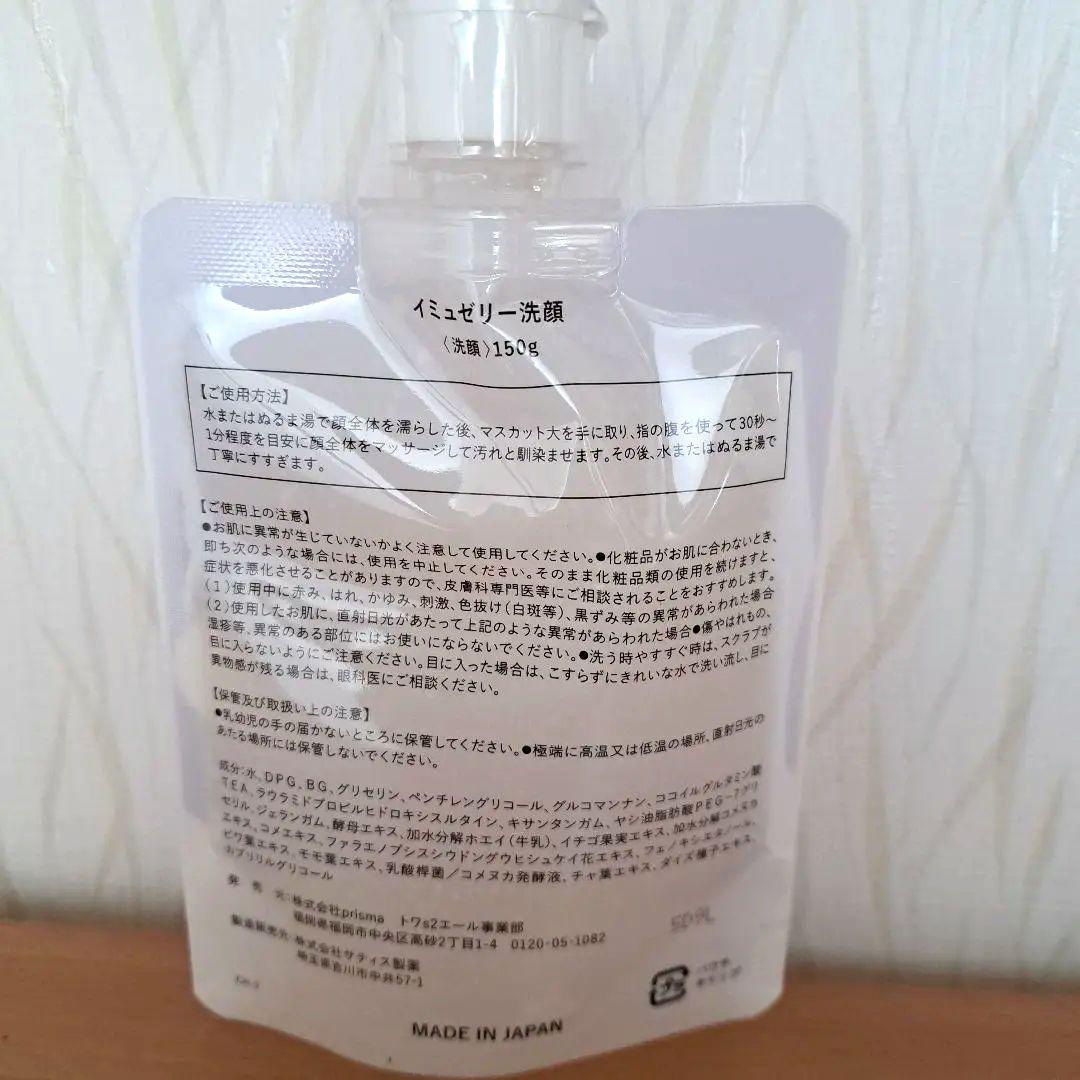 イミュゼリー洗顔
〈洗顔〉150g
【ご使用方法】
水またはぬるま湯で顔全体を濡らした後、マスカット大を手に取り、指の腹を使って30秒〜
1分程度を目安に顔全体をマッサージして汚れと馴染ませます。その後、水またはぬるま湯で
丁寧にすすぎます。
【ご使用上の注意】
●お肌に異常が生じていないかよく注意して使用してください。●化粧品がお肌に合わないとき、
即ち次のような場合には、使用を中止してください。そのまま化粧品類の使用を続けますと、
症状を悪化させることがありますので、皮膚科専門医等にご相談されることをおすすめします。
(1)使用中に赤み、はれ、かゆみ、刺激、色抜け(白斑等)、黒ずみ等の異常があらわれた場合
(2)使用したお肌に、直射日光があたって上記のような異常があらわれた場合●傷やはれもの、
湿疹等、異常のある部位にはお使いにならないでください。●洗う時やすすぐ時は、スクラブが
目に入らないようにご注意ください。目に入った場合は、こすらずにきれいな水で洗い流し、目に
異物感が残る場合は、眼科医にご相談ください。
【保管及び取扱い上の注意】
●乳幼児の手の届かないところに保管してください。●極端に高温又は低温の場所、直射日光の
あたる場所には保管しないでください。
成分:水、DPG、BG、グリセリン、ペンチレングリコール、グルコマンナン、ココイルグルタミン酸
TEA、ラウラミドプロピルヒドロキシスルタイン、キサンタンガム、ヤシ油脂肪酸PEG-7グリ
セリル、ジェランガム、酵母エキス、加水分解ホエイ(牛乳)、イチゴ果実エキス、加水分解コメヌカ
エキス、コメエキス、ファラエノプシスシウドングウヒシュケイ花エキス、フェノキシエタノール、
ビワ葉エキス、モモ葉エキス、乳酸桿菌/コメヌカ発酵液、チャ葉エキス、ダイズ種子エキス、
カプリリルグリコール
発 売 元:株式会社prisma トワs2エール事業部
福岡県福岡市中央区高砂2丁目1-4 0120-05-1082
製造販売元:株式会社サティス製薬
埼玉県吉川市中井57-1
プラ
MADE IN JAPAN